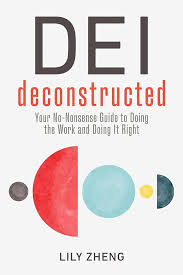 DEI
deconstructed
Your No-Nonsense Guide to Doing
the Work and Doing It Right
LILY ZHENG